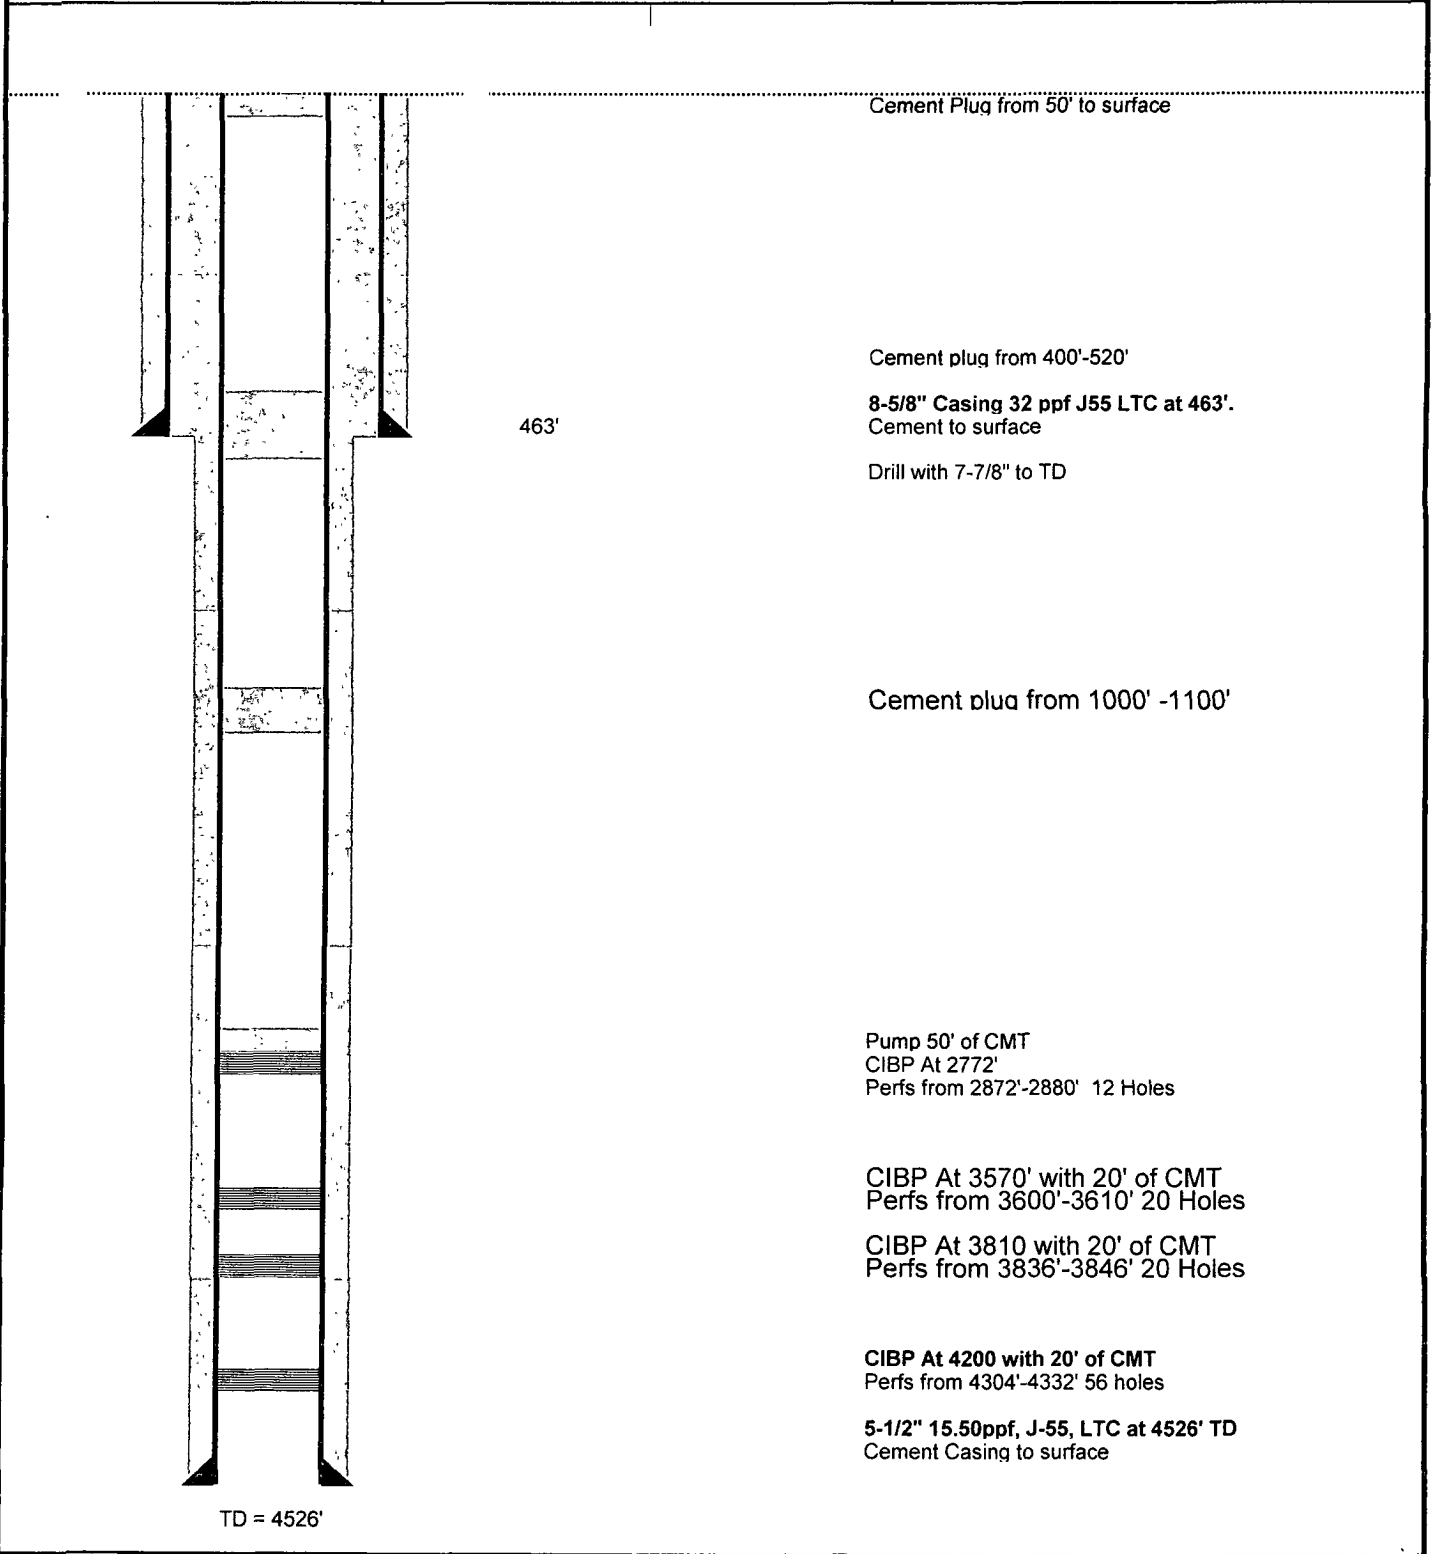 Cement Plug from 50' to surface
Cement plug from 400'-520'
8-5/8" Casing 32 ppf J55 LTC at 463'.
463'
Cement to surface
Drill with 7-7/8" to TD
Cement plug from 1000' -1100'
Pump 50' of CMT
CIBP At 2772'
Perfs from 2872'-2880' 12 Holes
CIBP At 3570' with 20' of CMT
Perfs from 3600'-3610' 20 Holes
CIBP At 3810 with 20' of CMT
Perfs from 3836'-3846' 20 Holes
CIBP At 4200 with 20' of CMT
Perfs from 4304'-4332' 56 holes
5-1/2" 15.50ppf, J-55, LTC at 4526' TD
Cement Casing to surface
TD = 4526'